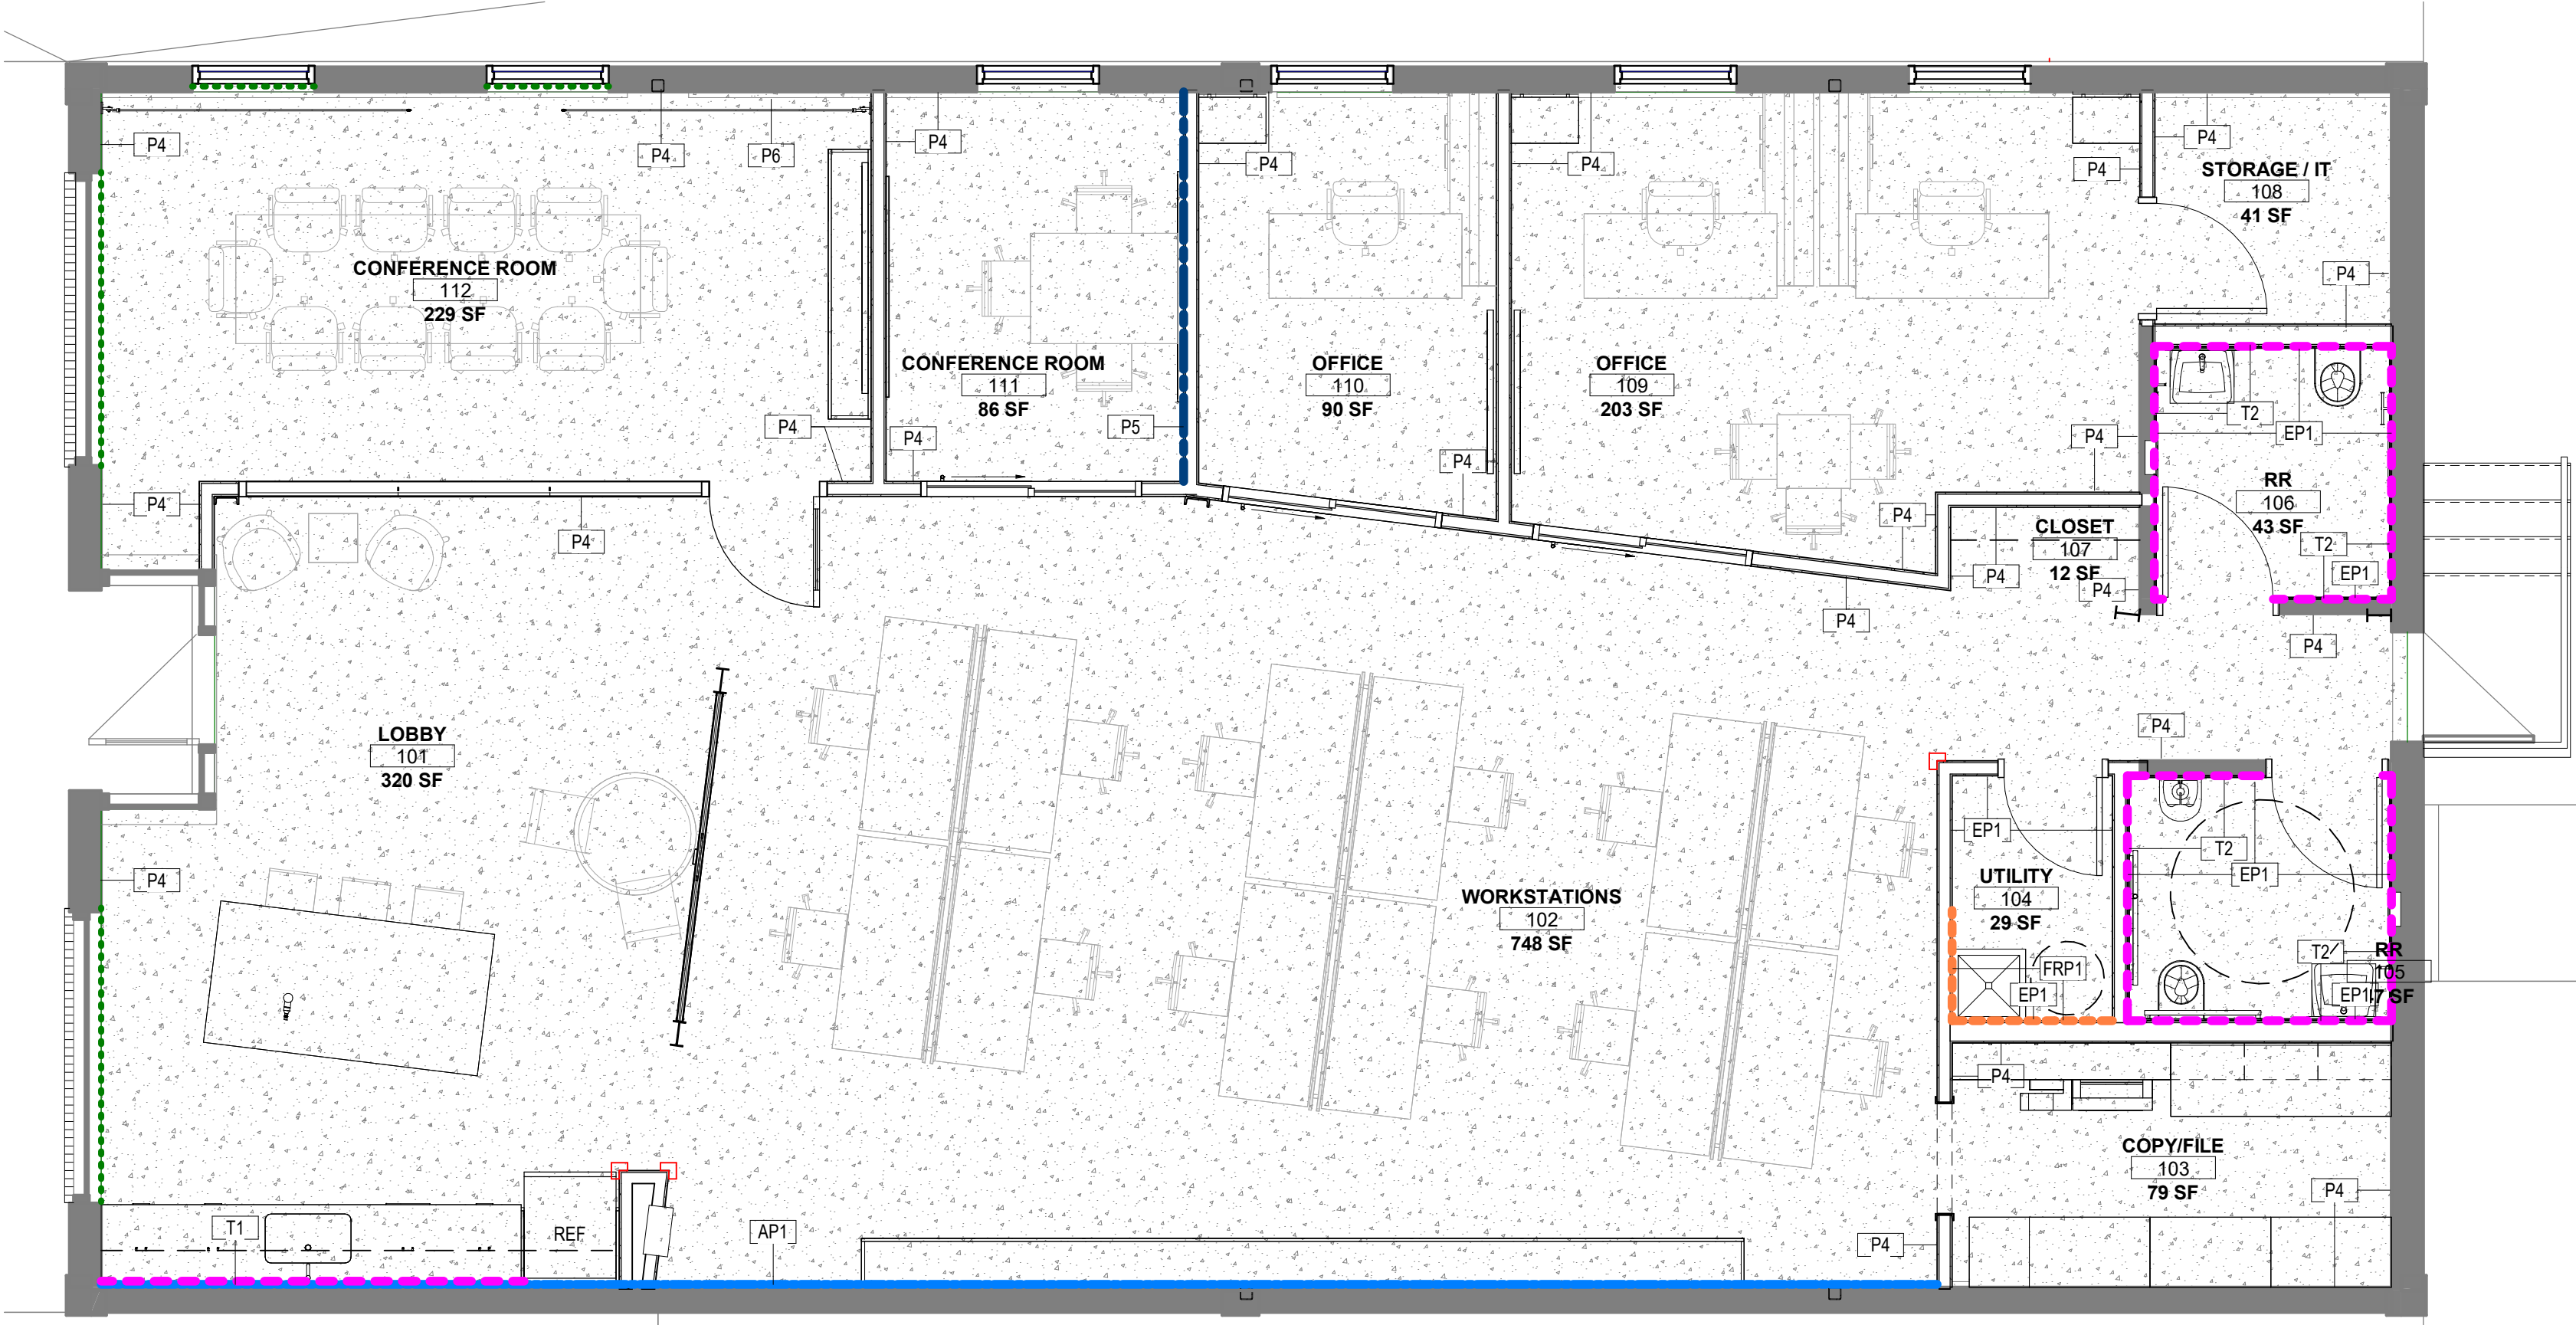 P4
P4
P6
P4
P4
P4
P4
P4
STORAGE / IT
108
41 SF
P4
CONFERENCE ROOM
112
229 SF
CONFERENCE ROOM
111
86 SF
OFFICE
110
90 SF
OFFICE
109
203 SF
P4
P4
P5
P4
P4
T2
EP1
RR
106
43 SF
P4
P4
P4
CLOSET
107
12 SF
T2
EP1
P4
P4
P4
P4
LOBBY
101
320 SF
P4
P4
WORKSTATIONS
102
748 SF
EP1
UTILITY
104
29 SF
T2
EP1
FRP1
EP1
T2
RR
105
EP1
7 SF
P4
COPY/FILE
103
79 SF
P4
T1
REF
AP1
P4